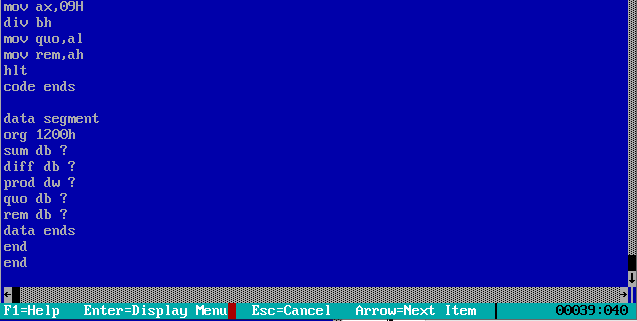 mov ax,09H
div bh
mov quo,al
mov rem,ah
hlt
code ends
data segment
org 1200h
sum db ?
diff db ?
prod dw ?
quo db ?
rem db ?
data ends
end
end
F1=Help Enter=Display Menu Esc=Cancel Arrow=Next Item 00039:040